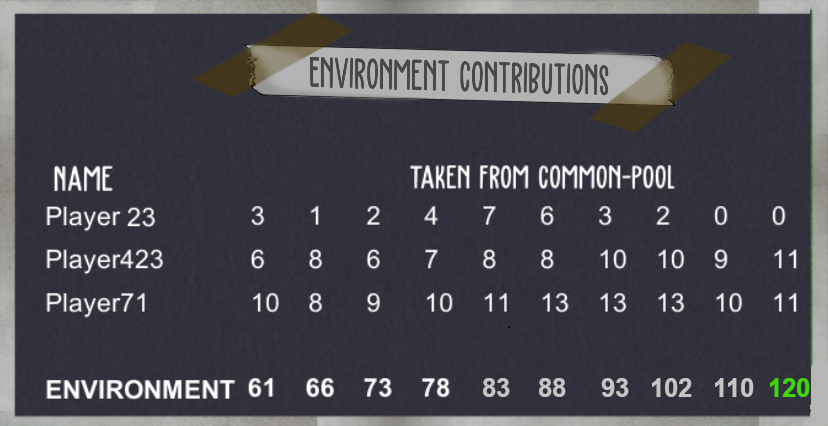 ENVIRONMENT CONTRIBUTIONS
NAME TAKEN FROM COMMON-POOL
Player 23 3 1 2 4 7 6 3 2 0 0
Player423 6 8 6 7 8 8 10 10 9 11
Player71 10 8 9 10 11 13 13 13 10 11
ENVIRONMENT 61 66 73 78 83 88 93 102 110 120